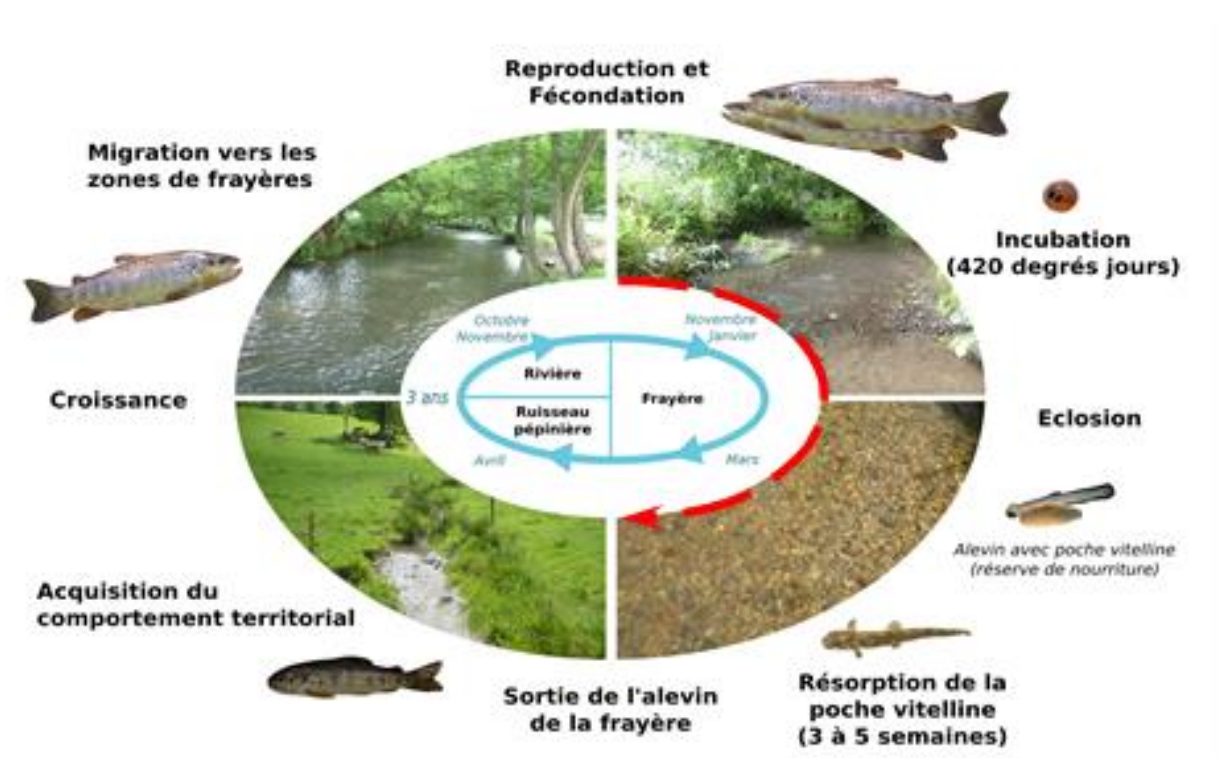 Reproduction et
Fécondation
Migration vers les
zones de frayères
Incubation
(420 degrés jours)
Octobre
Novembre
Novembre
Janvier
Rivière
Croissance
3 ans
Frayère
Ruisseau
pépinière
Eclosion
Avril
Mars
Alevin avec poche vitelline
(réserve de nourriture)
Acquisition du
comportement territorial
Sortie de l'alevin
de la frayère
Résorption de la
poche vitelline
(3 à 5 semaines)